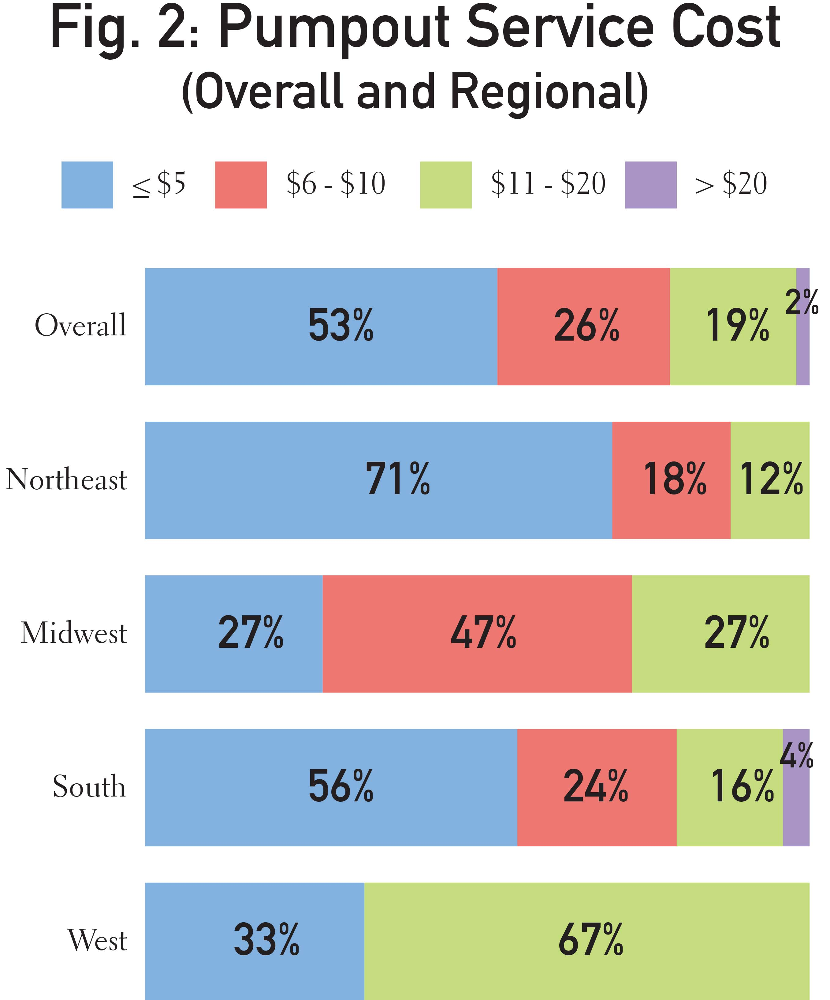 Fig. 2: Pumpout Service Cost
(Overall and Regional)
≤ $5 $6 - $10 $11 - $20 > $20
Overall 53% 26% 19% 2%
Northeast 71% 18% 12%
Midwest 27% 47% 27%
South 56% 24% 16% 4%
West 33% 67%